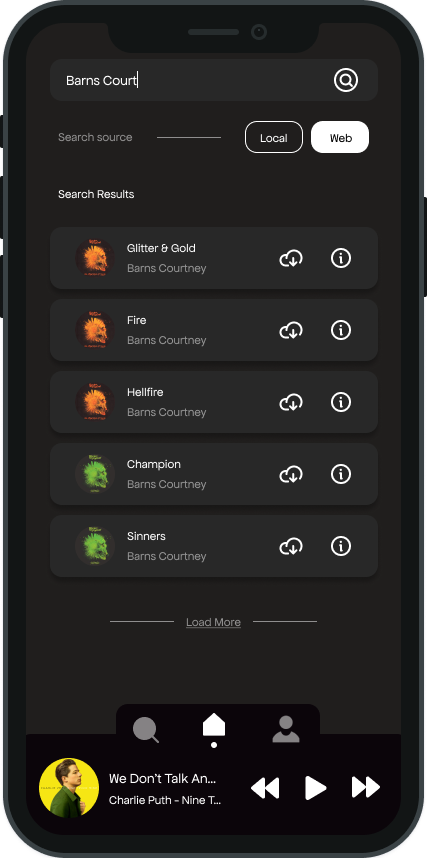 Barns Court
Search source
Local
Web
Search Results
Glitter & Gold
Barns Courtney
Fire
Barns Courtney
Hellfire
Barns Courtney
Champion
Barns Courtney
Sinners
Barns Courtney
Load More
We Don't Talk An...
Charlie Puth - Nine T...